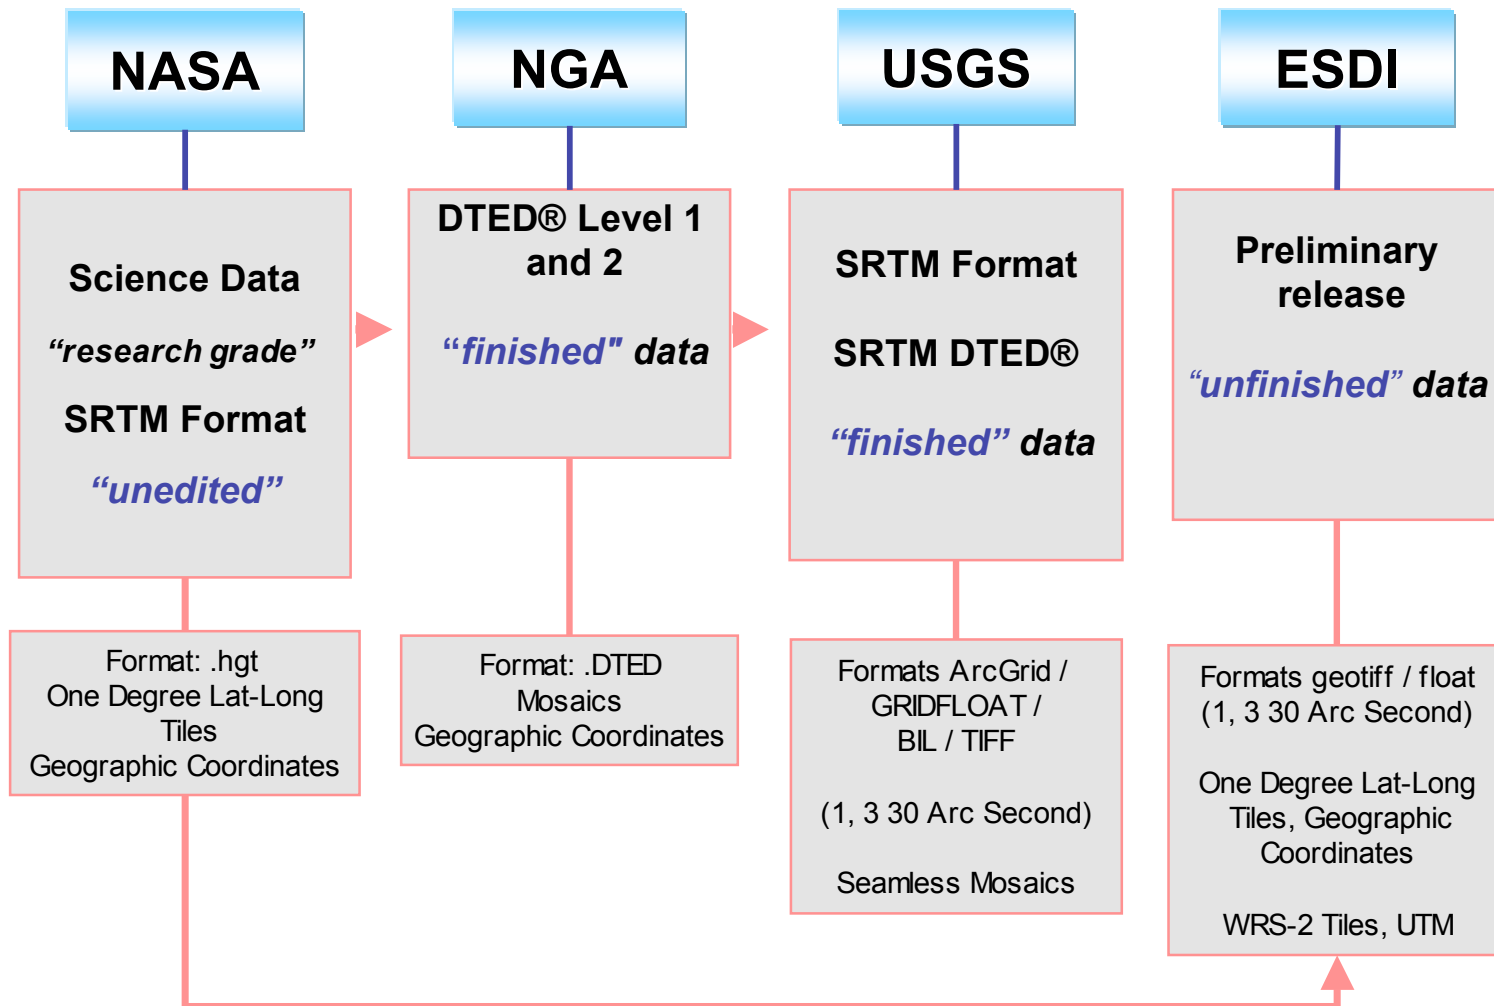 NASA
NGA
USGS
ESDI
Science Data
“research grade”
SRTM Format
“unedited”
DTED® Level 1
and 2
“finished" data
SRTM Format
SRTM DTED®
“finished” data
Preliminary
release
“unfinished” data
Format: .hgt
One Degree Lat-Long
Tiles
Geographic Coordinates
Format: .DTED
Mosaics
Geographic Coordinates
Formats ArcGrid /
GRIDFLOAT /
BIL / TIFF
(1, 3 30 Arc Second)
Seamless Mosaics
Formats geotiff / float
(1, 3 30 Arc Second)
One Degree Lat-Long
Tiles, Geographic
Coordinates
WRS-2 Tiles, UTM